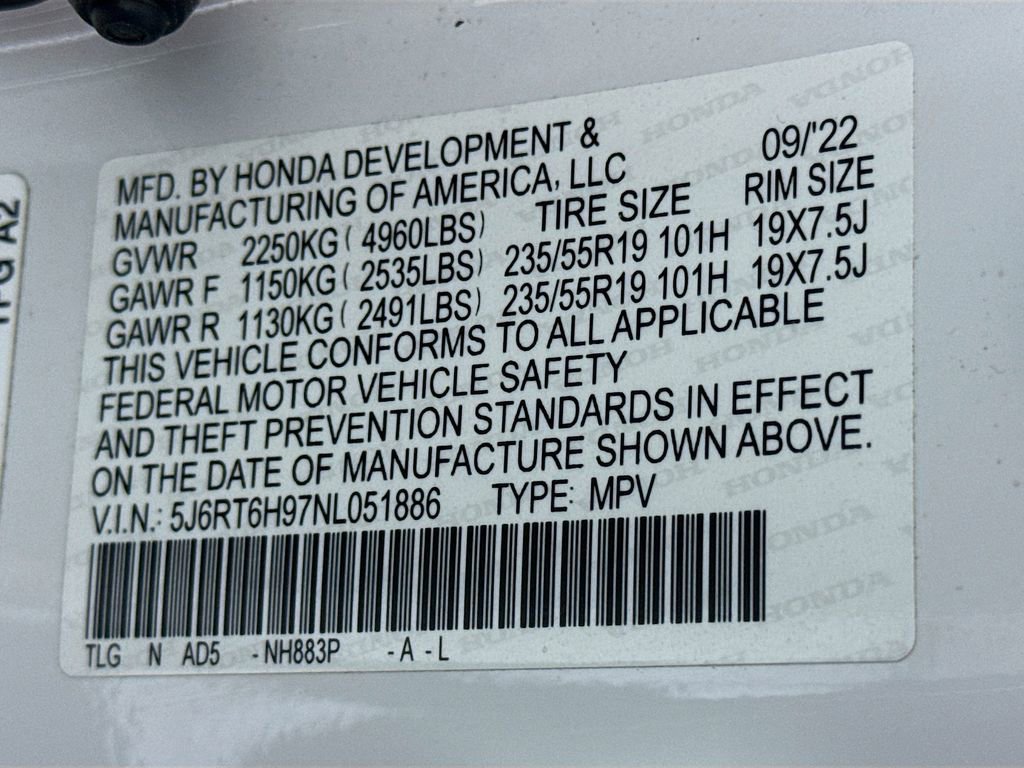 MFD. BY HONDA DEVELOPMENT &
MANUFACTURING OF AMERICA, LLC 09/'22
GVWR 2250KG ( 4960LBS) TIRE SIZE RIM SIZE
GAWR F 1150KG ( 2535LBS) 235/55R19 101H 19X7.5J
GAWR R 1130KG ( 2491LBS) 235/55R19 101H 19X7.5J
THIS VEHICLE CONFORMS TO ALL APPLICABLE
FEDERAL MOTOR VEHICLE SAFETY
AND THEFT PREVENTION STANDARDS IN EFFECT
ON THE DATE OF MANUFACTURE SHOWN ABOVE.
V.I.N.: 5J6RT6H97NL051886 TYPE: MPV
TLG N AD5 - NH883P - A - L
A2